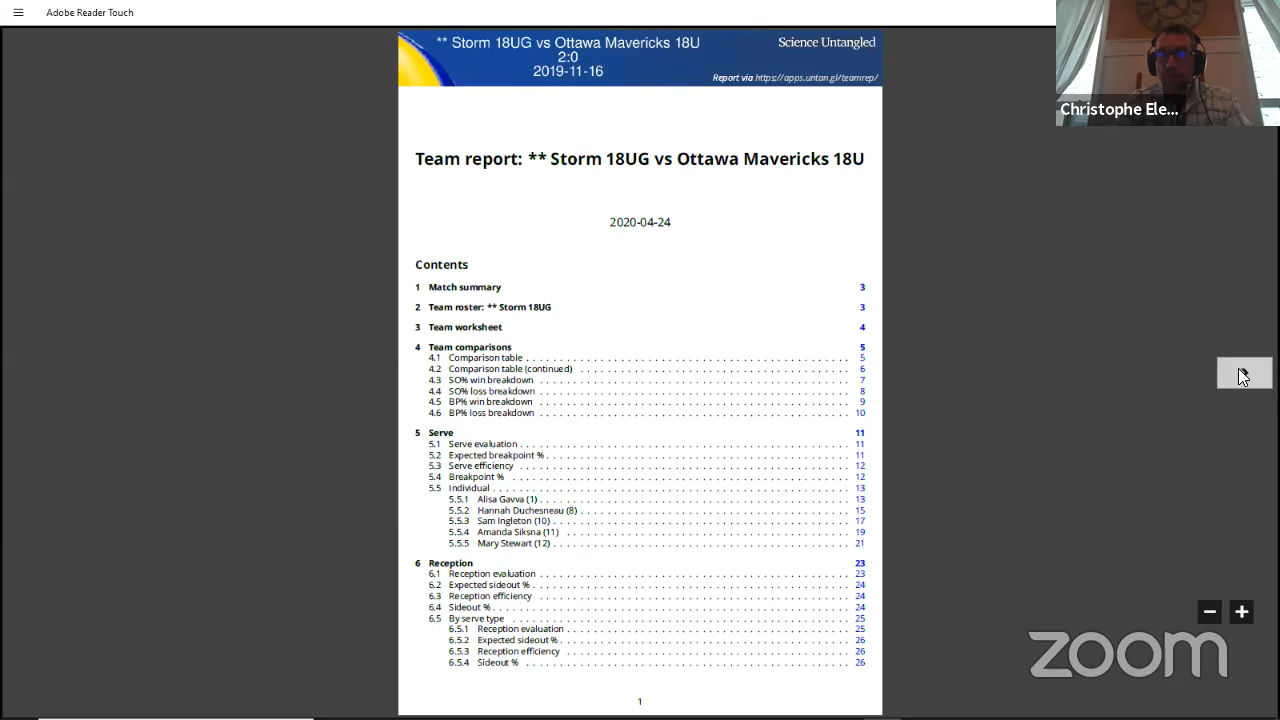 Adobe Reader Touch
** Storm 18UG vs Ottawa Mavericks 18U
2:0
2019-11-16
Science Untangled
Report via https://apps.untan.gl/teamrep/
Christophe Ele...
Team report: ** Storm 18UG vs Ottawa Mavericks 18U
2020-04-24
Contents
1 Match summary 3
2 Team roster: ** Storm 18UG 3
3 Team worksheet 4
4 Team comparisons 5
4.1 Comparison table 5
4.2 Comparison table (continued) 6
4.3 SO% win breakdown 7
4.4 SO% loss breakdown 8
4.5 BP% win breakdown 9
4.6 BP% loss breakdown 10
5 Serve 11
5.1 Serve evaluation 11
5.2 Expected breakpoint % 11
5.3 Serve efficiency 12
5.4 Breakpoint % 12
5.5 Individual 13
5.5.1 Alisa Gavva (1) 13
5.5.2 Hannah Duchesneau (8) 15
5.5.3 Sam Ingleton (10) 17
5.5.4 Amanda Siksna (11) 19
5.5.5 Mary Stewart (12) 21
6 Reception 23
6.1 Reception evaluation 23
6.2 Expected sideout % 24
6.3 Reception efficiency 24
6.4 Sideout % 24
6.5 By serve type 25
6.5.1 Reception evaluation 25
6.5.2 Expected sideout % 26
6.5.3 Reception efficiency 26
6.5.4 Sideout % 26
1
zoom